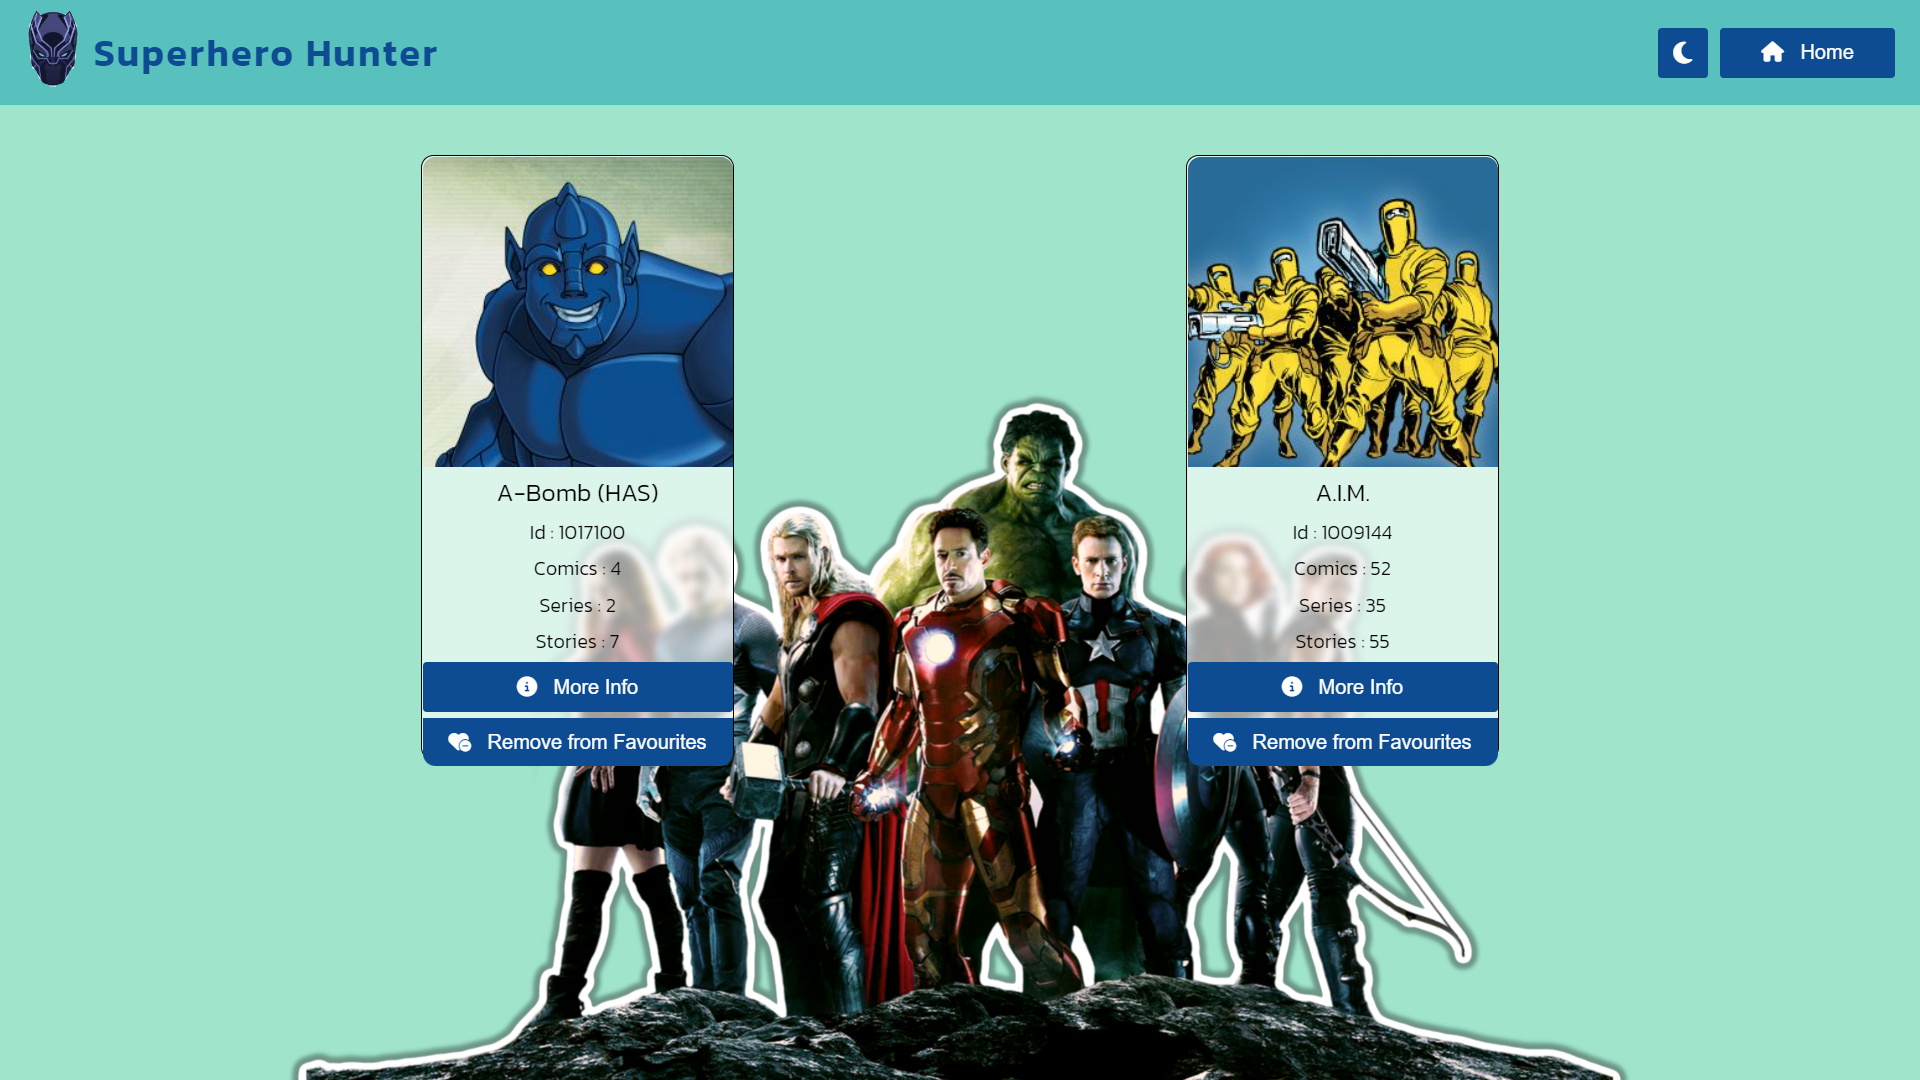 Superhero Hunter
Home
A-Bomb (HAS)
Id : 1017100
Comics : 4
Series : 2
Stories : 7
More Info
Remove from Favourites
A.I.M.
Id : 1009144
Comics : 52
Series : 35
Stories : 55
More Info
Remove from Favourites